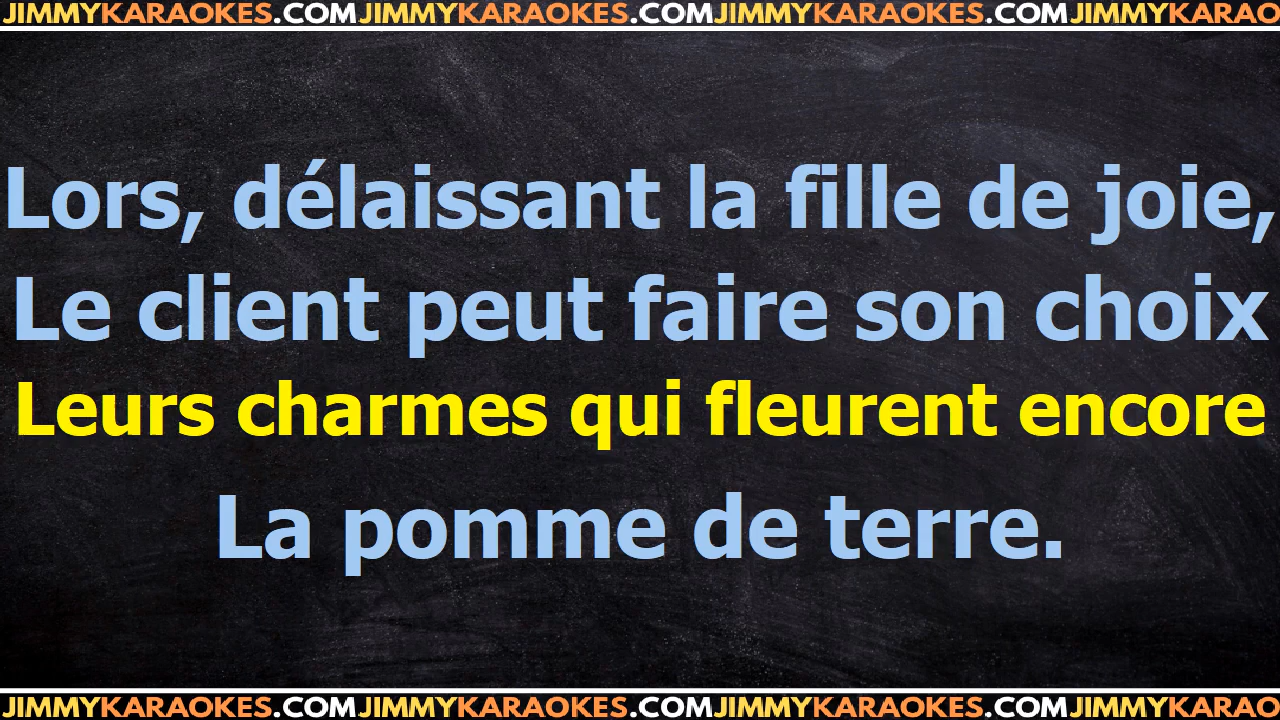 JIMMYKARAOKES.COMJIMMYKARAOKES.COMJIMMYKARAOKES.COMJIMMYKARAO
Lors, délaissant la fille de joie,
Le client peut faire son choix
Leurs charmes qui fleurent encore
La pomme de terre.
JIMMYKARAOKES.COMJIMMYKARAOKES.COMJIMMYKARAOKES.COMJIMMYKARAO